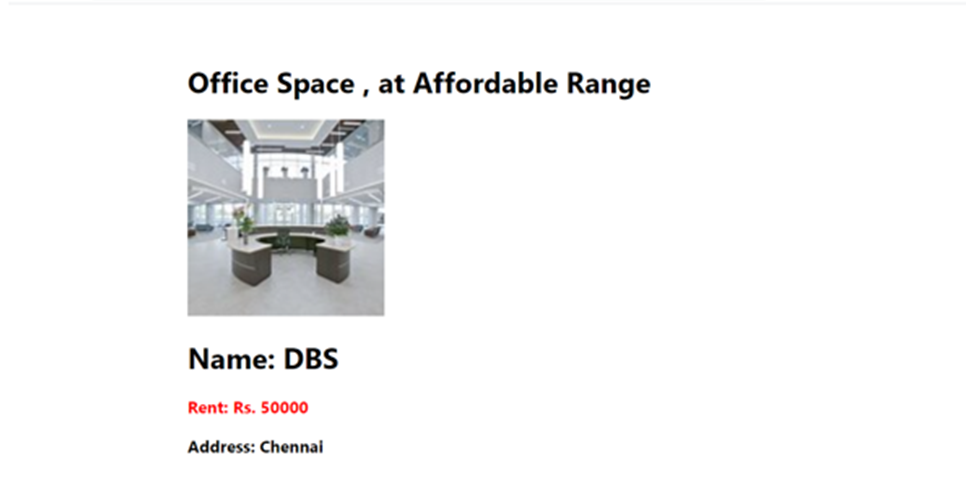 Office Space , at Affordable Range
Name: DBS
Rent: Rs. 50000
Address: Chennai